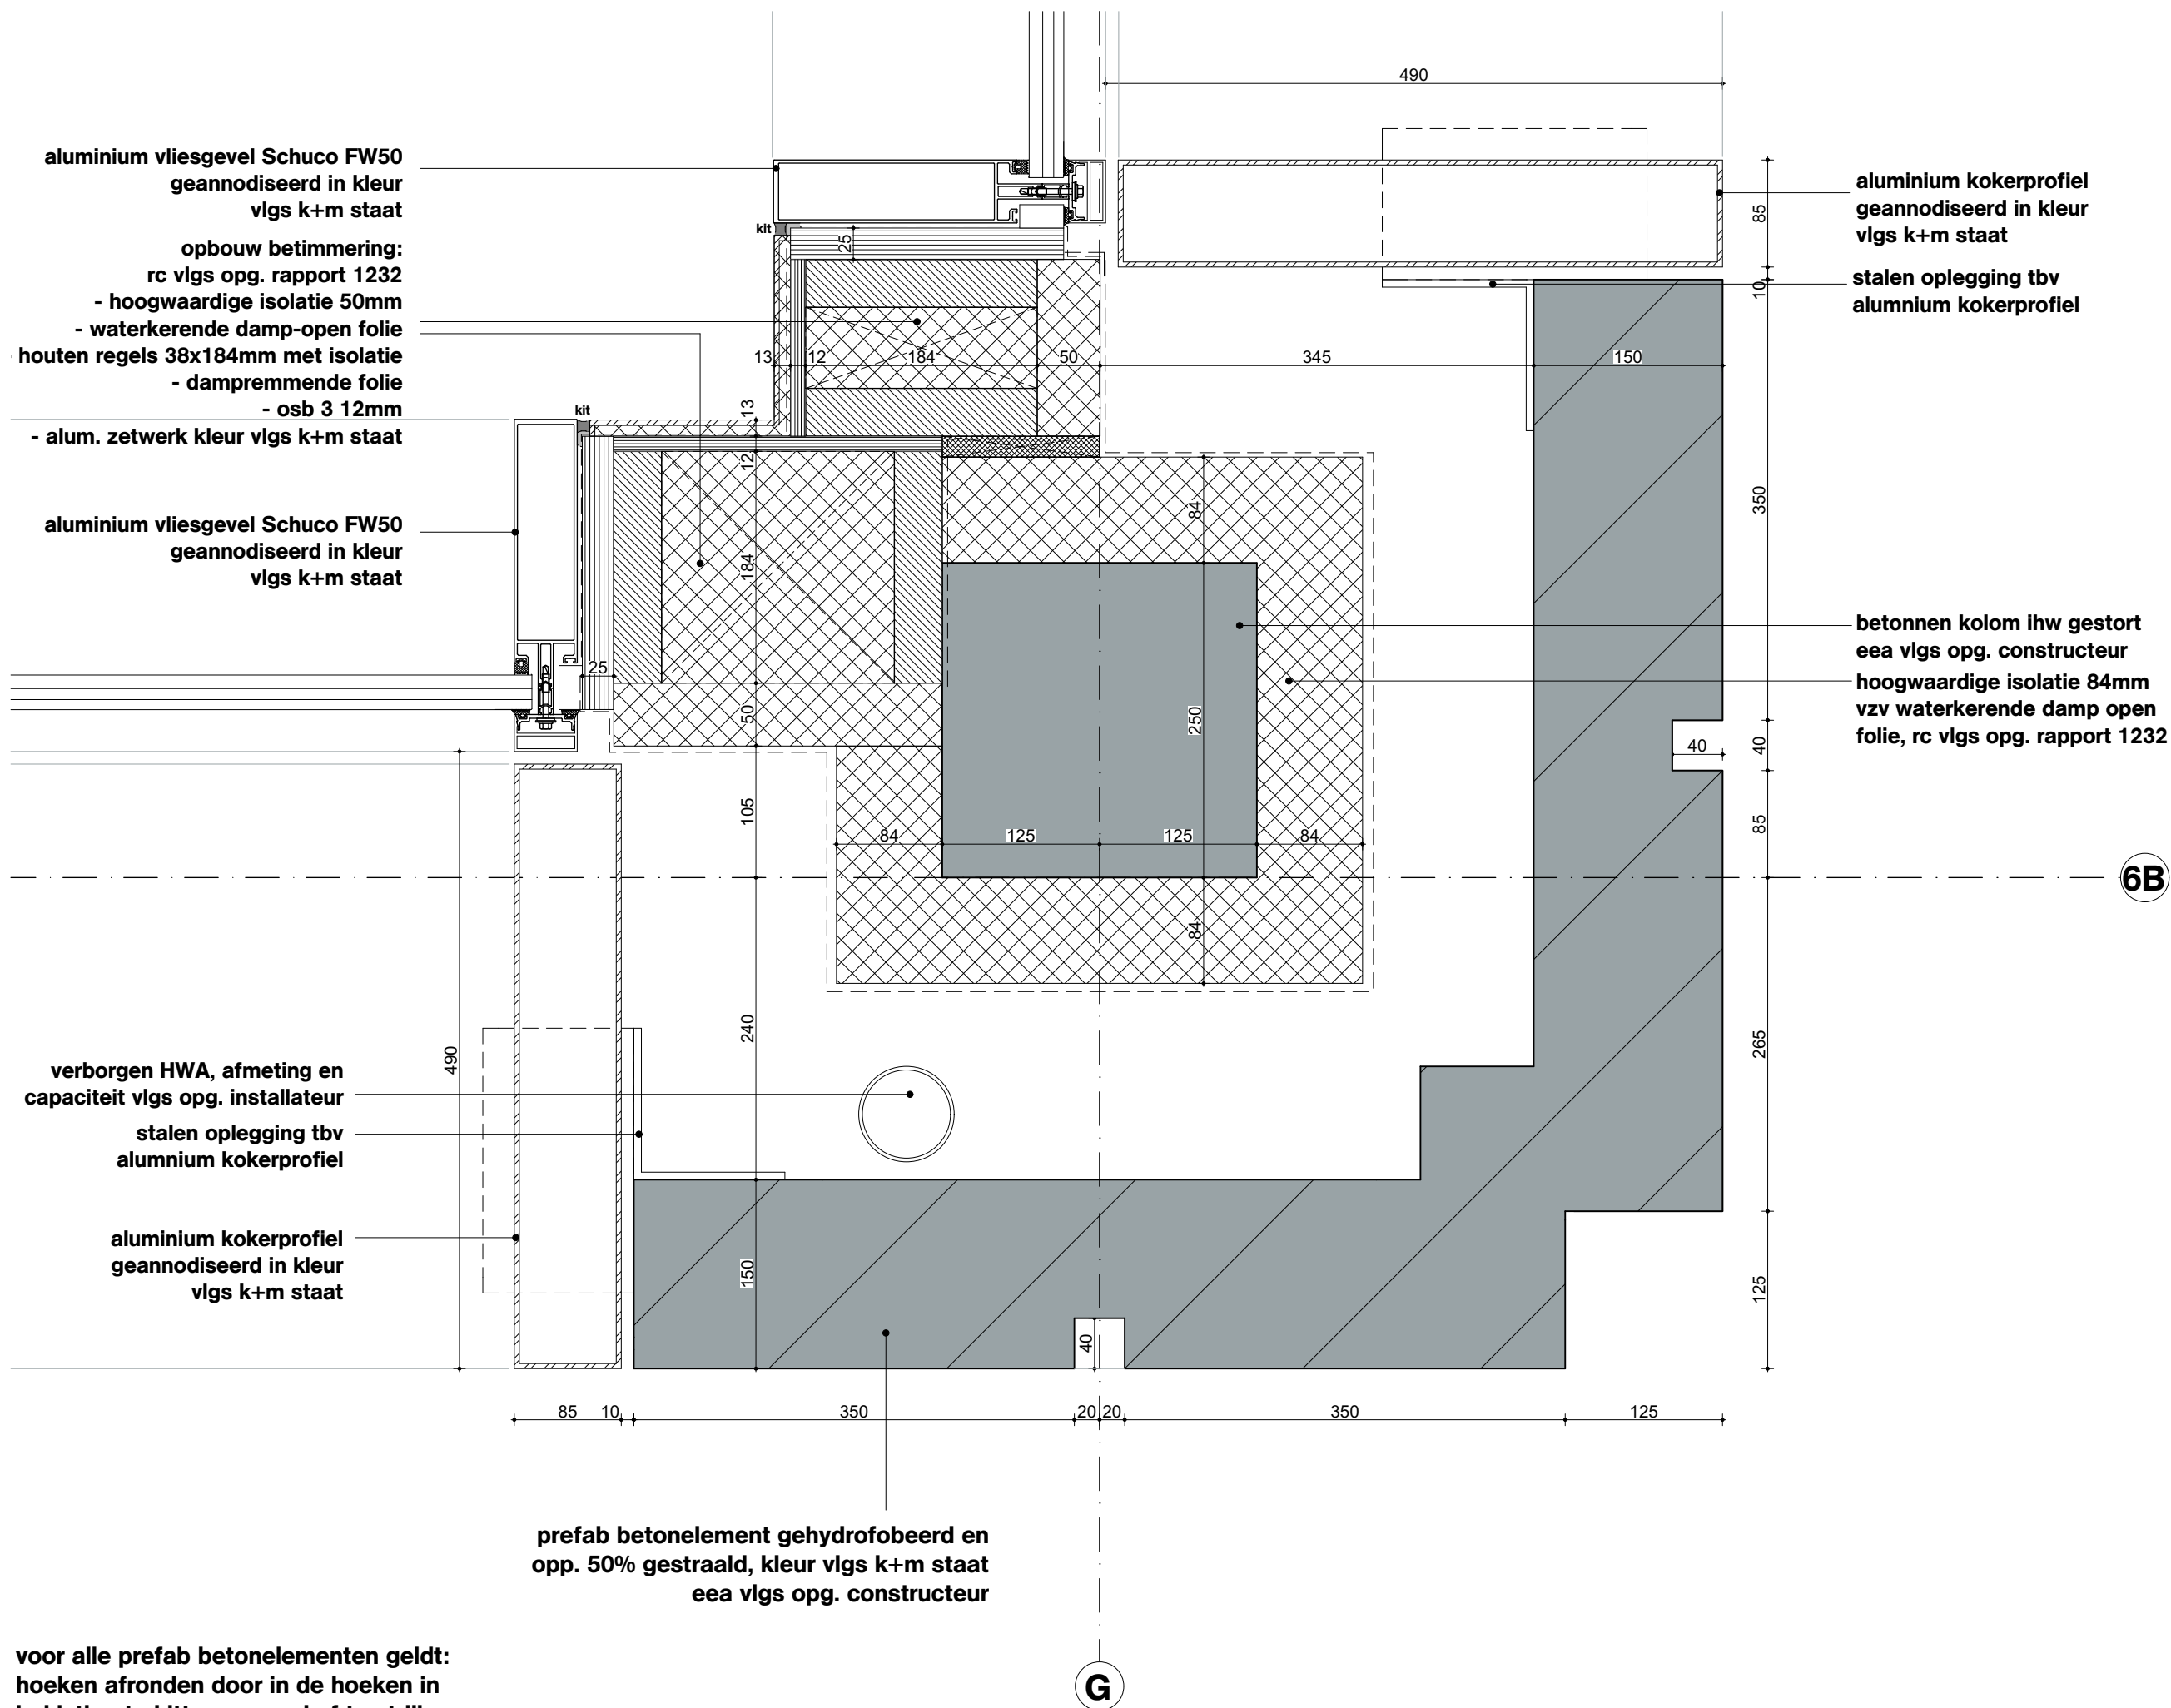 490
aluminium vliesgevel Schuco FW50
geannodiseerd in kleur
vlgs k+m staat
opbouw betimmering:
rc vlgs opg. rapport 1232
- hoogwaardige isolatie 50mm
- waterkerende damp-open folie
houten regels 38x184mm met isolatie
- dampremmende folie
- osb 3 12mm
- alum. zetwerk kleur vlgs k+m staat
aluminium vliesgevel Schuco FW50
geannodiseerd in kleur
vlgs k+m staat
kit
kit
25
13
12
184
50
345
150
13
12
184
25
50
105
240
150
490
84
250
84
84
125
125
84
aluminium kokerprofiel
geannodiseerd in kleur
vlgs k+m staat
stalen oplegging tbv
alumnium kokerprofiel
85
10
350
40
40
85
265
125
betonnen kolom ihw gestort
eea vlgs opg. constructeur
hoogwaardige isolatie 84mm
vzv waterkerende damp open
folie, rc vlgs opg. rapport 1232
6B
verborgen HWA, afmeting en
capaciteit vlgs opg. installateur
stalen oplegging tbv
alumnium kokerprofiel
aluminium kokerprofiel
geannodiseerd in kleur
vlgs k+m staat
40
85
10
350
20
20
350
125
prefab betonelement gehydrofobeerd en
opp. 50% gestraald, kleur vlgs k+m staat
eea vlgs opg. constructeur
voor alle prefab betonelementen geldt:
hoeken afronden door in de hoeken in
G